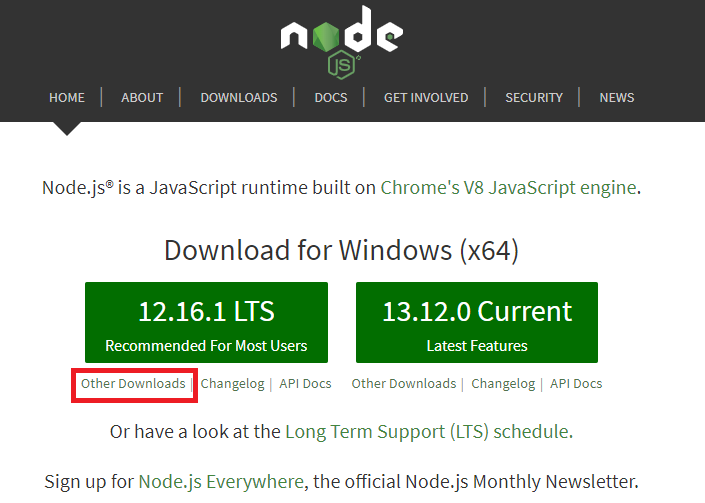 node
JS
HOME | ABOUT | DOWNLOADS | DOCS | GET INVOLVED | SECURITY | NEWS
Node.js® is a JavaScript runtime built on Chrome's V8 JavaScript engine.
Download for Windows (x64)
12.16.1 LTS
Recommended For Most Users
13.12.0 Current
Latest Features
Other Downloads | Changelog | API Docs
Other Downloads | Changelog | API Docs
Or have a look at the Long Term Support (LTS) schedule.
Sign up for Node.js Everywhere, the official Node.js Monthly Newsletter.